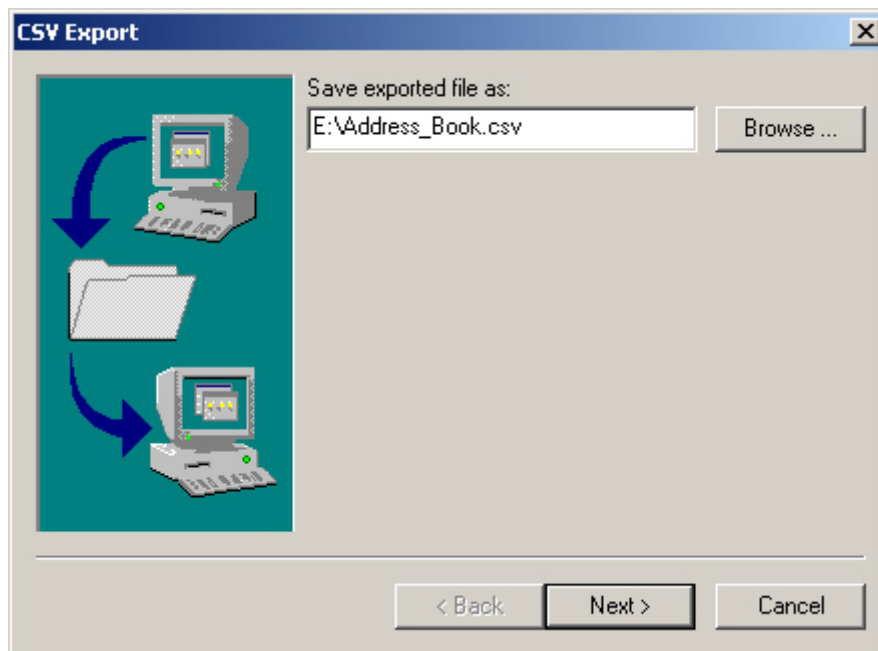 CSV Export
Save exported file as:
E:\Address_Book.csv
Browse ...
< Back
Next >
Cancel